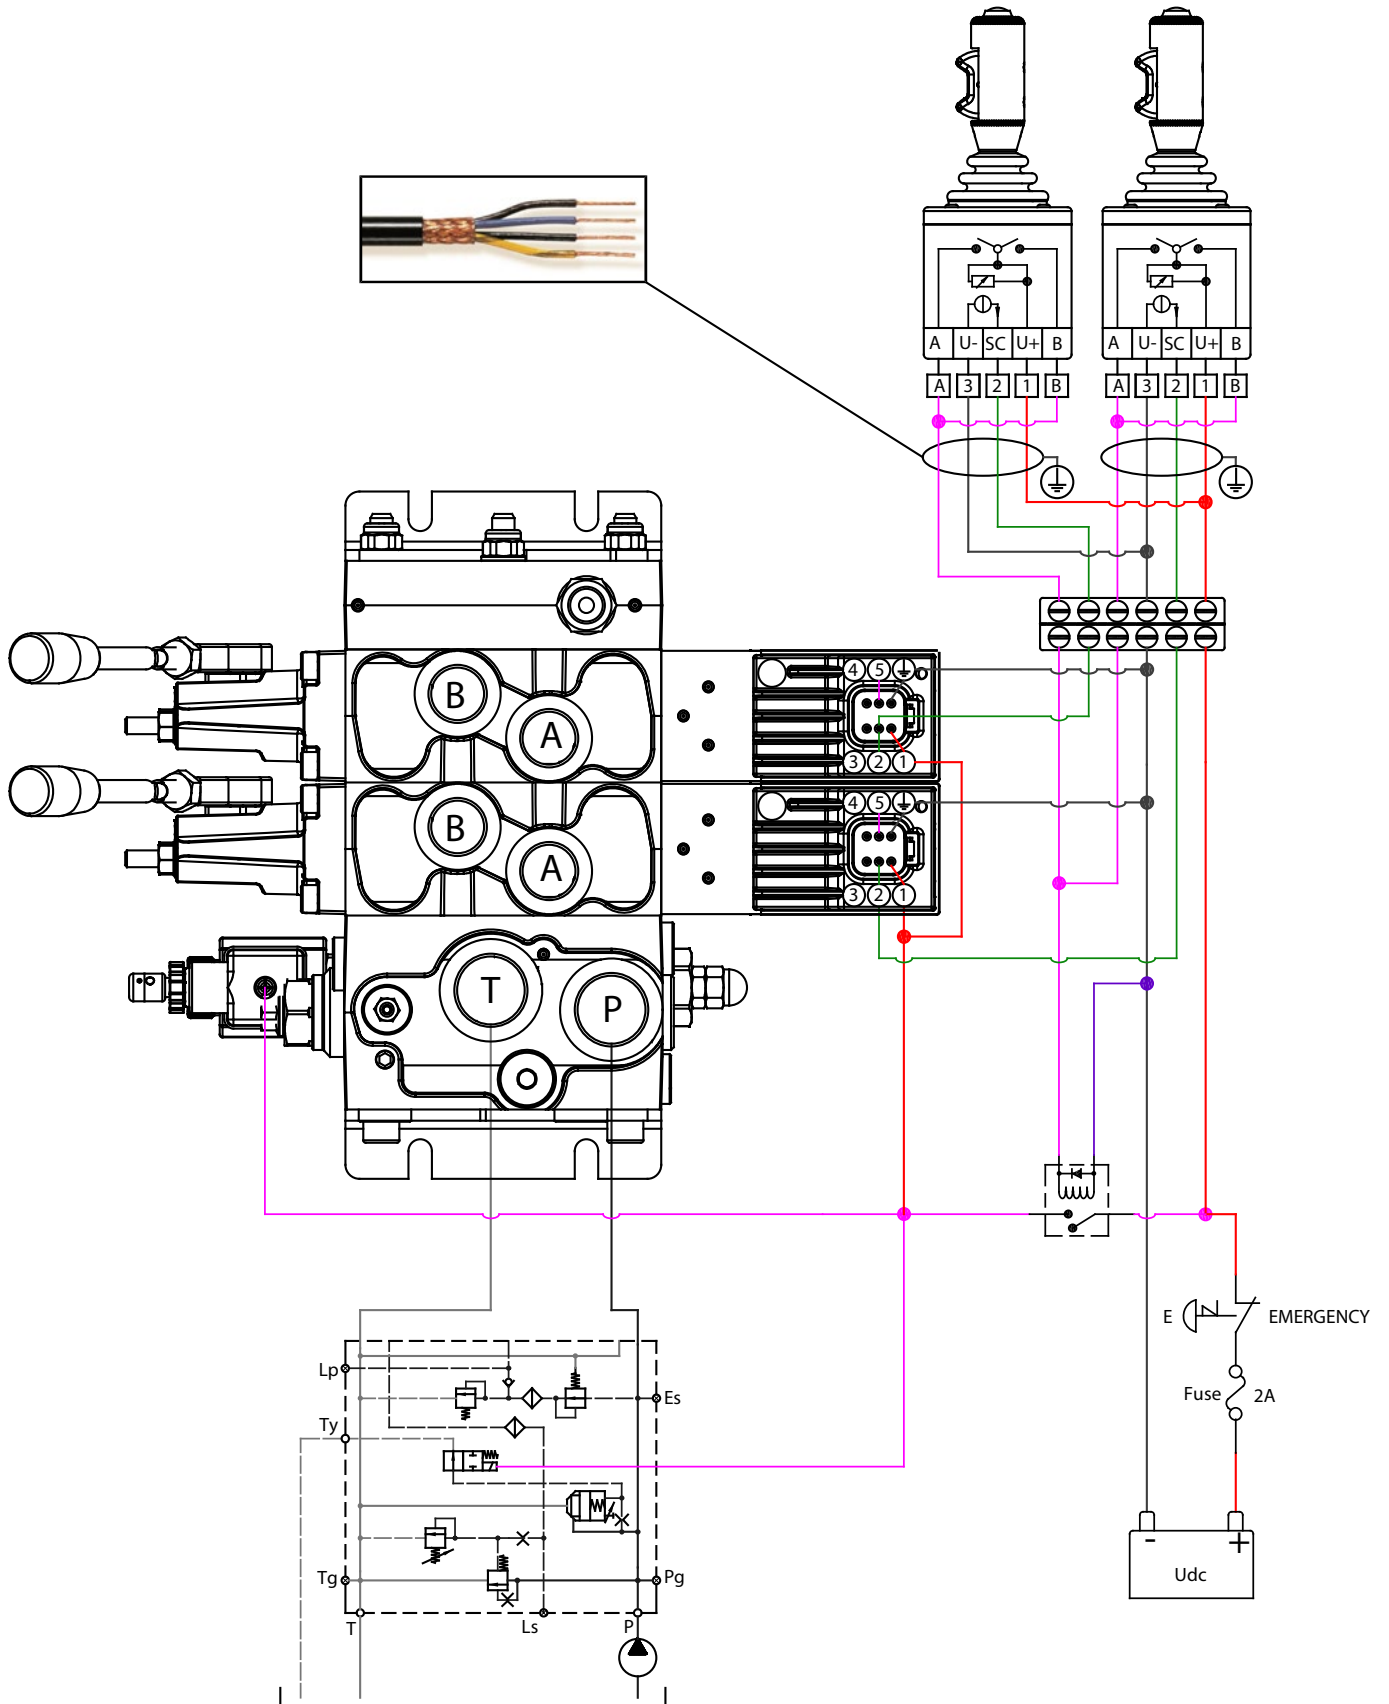 A U- SC U+ B
A U- SC U+ B
A 3 2 1 B
A 3 2 1 B
B
A
4 5
3 2 1
B
A
4 5
3 2 1
T
P
E
EMERGENCY
Fuse
2A
Lp
Es
Ty
Tg
Pg
T
Ls
P
-
+
Udc